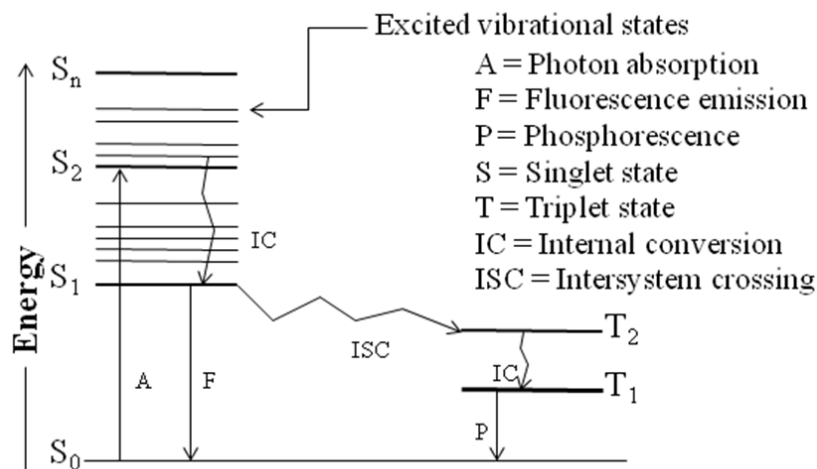 Excited vibrational states
A = Photon absorption
F = Fluorescence emission
P = Phosphorescence
S = Singlet state
T = Triplet state
IC = Internal conversion
ISC = Intersystem crossing
Energy
Sn
S2
IC
S1
T2
ISC
IC
T1
A
F
P
S0